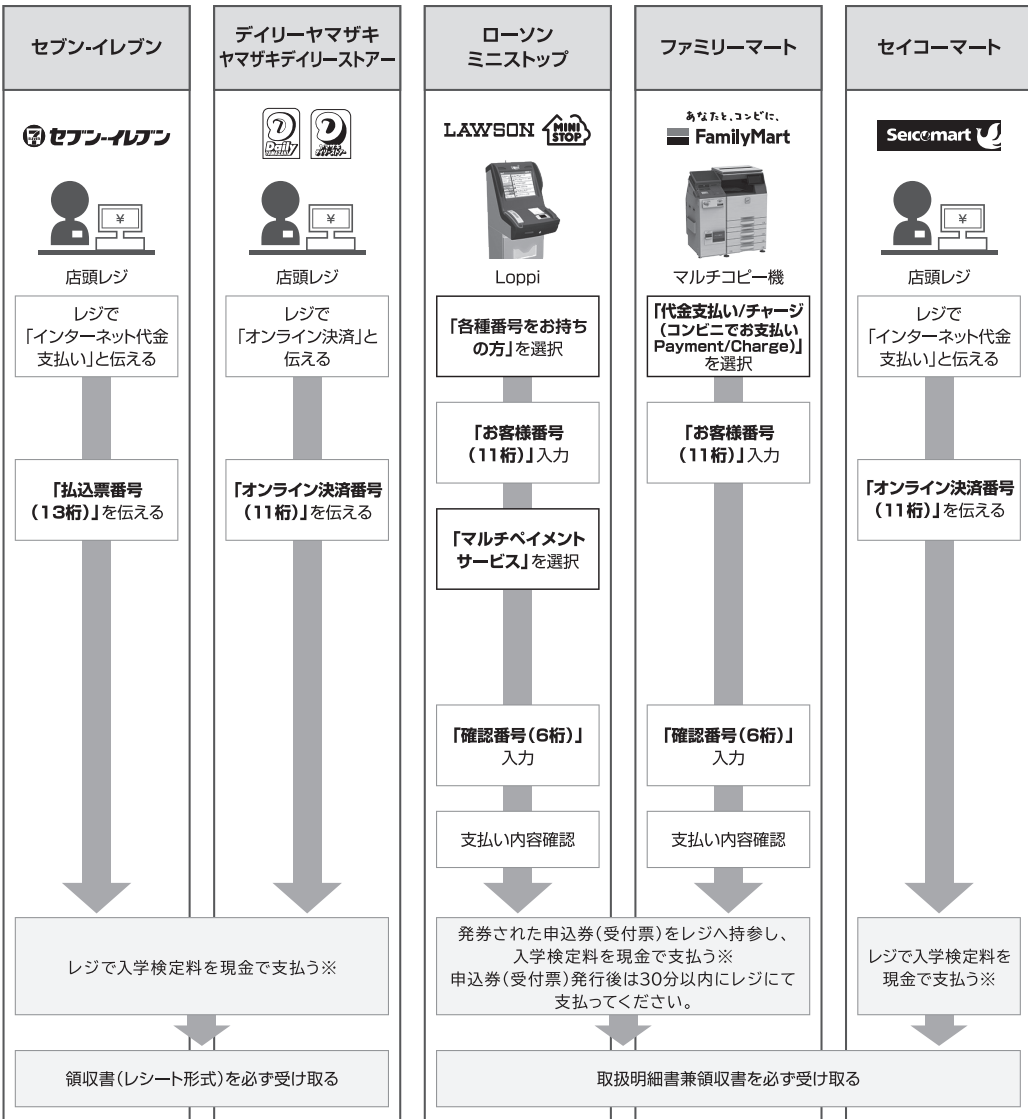 セブン-イレブン
デイリーヤマザキ
ヤマザキデイリーストアー
ローソン
ミニストップ
ファミリーマート
セイコーマート
セブン-イレブン
Daily
LAWSON
MINI
STOP
あなたと、コンビに、
FamilyMart
Seicomart
¥
¥
¥
店頭レジ
店頭レジ
Loppi
マルチコピー機
店頭レジ
レジで
「インターネット代金
支払い」と伝える
レジで
「オンライン決済」と
伝える
「各種番号をお持ち
の方」を選択
「代金支払い/チャージ
(コンビニでお支払い
Payment/Charge)」
を選択
レジで
「インターネット代金
支払い」と伝える
「お客様番号
(11桁)」入力
「お客様番号
(11桁)」入力
「払込票番号
(13桁)」を伝える
「オンライン決済番号
(11桁)」を伝える
「オンライン決済番号
(11桁)」を伝える
「マルチペイメント
サービス」を選択
「確認番号(6桁)」
入力
「確認番号(6桁)」
入力
支払い内容確認
支払い内容確認
レジで入学検定料を現金で支払う※
発券された申込券(受付票)をレジへ持参し、
入学検定料を現金で支払う※
申込券(受付票)発行後は30分以内にレジにて
支払ってください。
レジで入学検定料を
現金で支払う※
領収書(レシート形式)を必ず受け取る
取扱明細書兼領収書を必ず受け取る